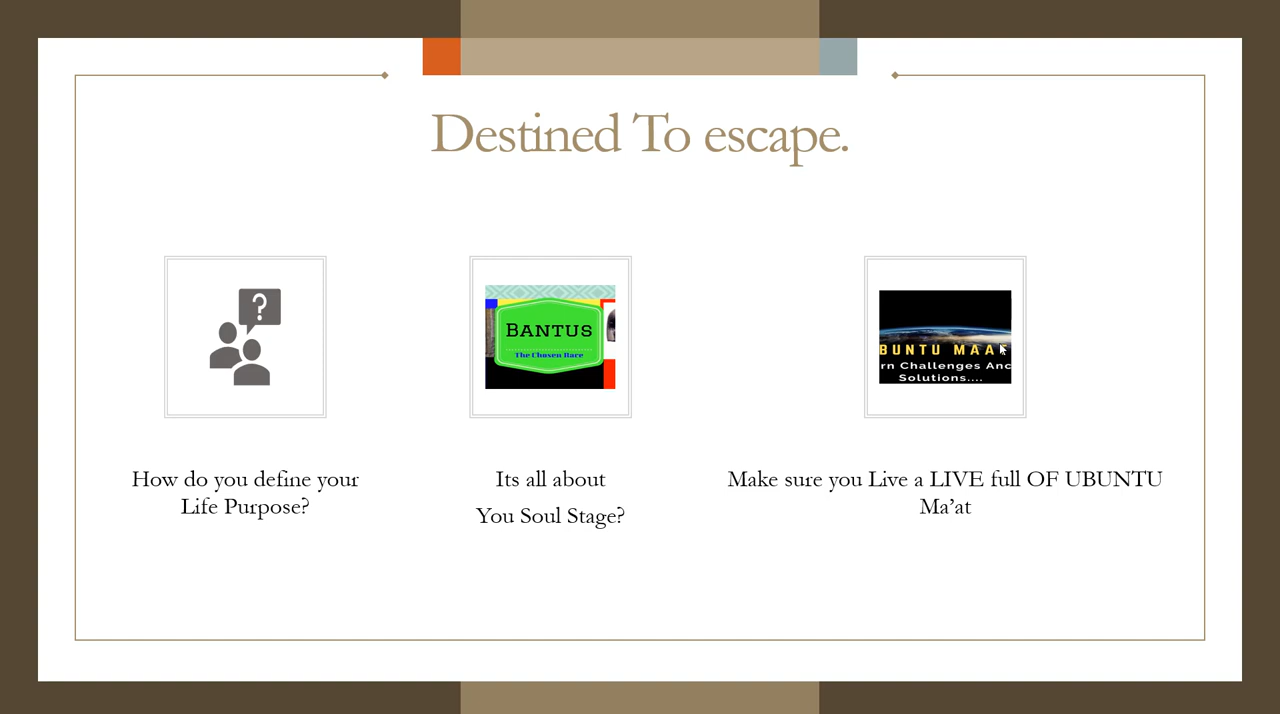 Destined To escape.
?
BANTUS
The Chosen Race
BUNTU MAA
rn Challenges Anc
Solutions....
How do you define your
Life Purpose?
Its all about
You Soul Stage?
Make sure you Live a LIVE full OF UBUNTU
Ma’at